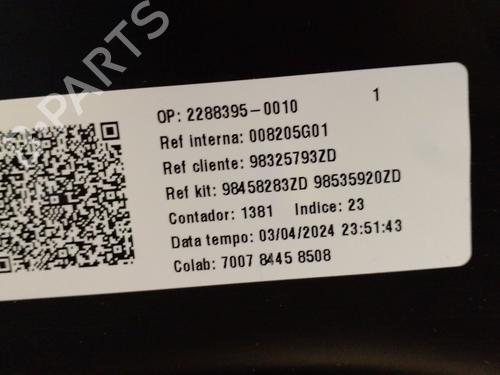 PARTS
OP: 2288395-0010 1
Ref interna: 008205G01
Ref cliente: 98325793ZD
Ref kit: 98458283ZD 98535920ZD
Contador: 1381 Indice: 23
Data tempo: 03/04/2024 23:51:43
Colab: 7007 8445 8508